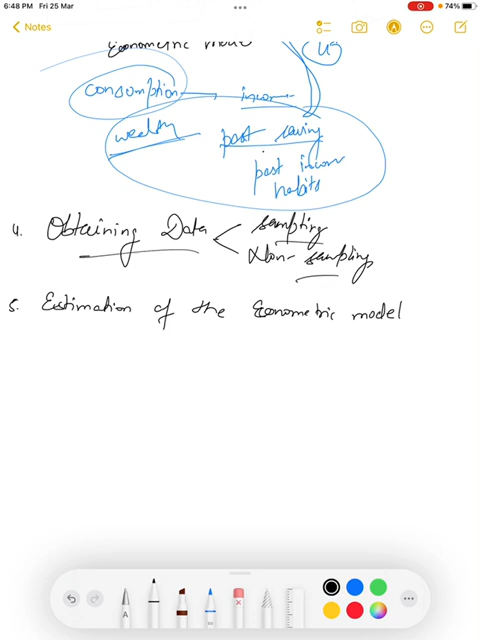 6:48 PM Fri 25 Mar
74%
Notes
Econometric model
consumption income
wealth past saving
past income
habits
4. Obtaining Data sampling
Non-sampling
5. Estimation of the Econometric model
A